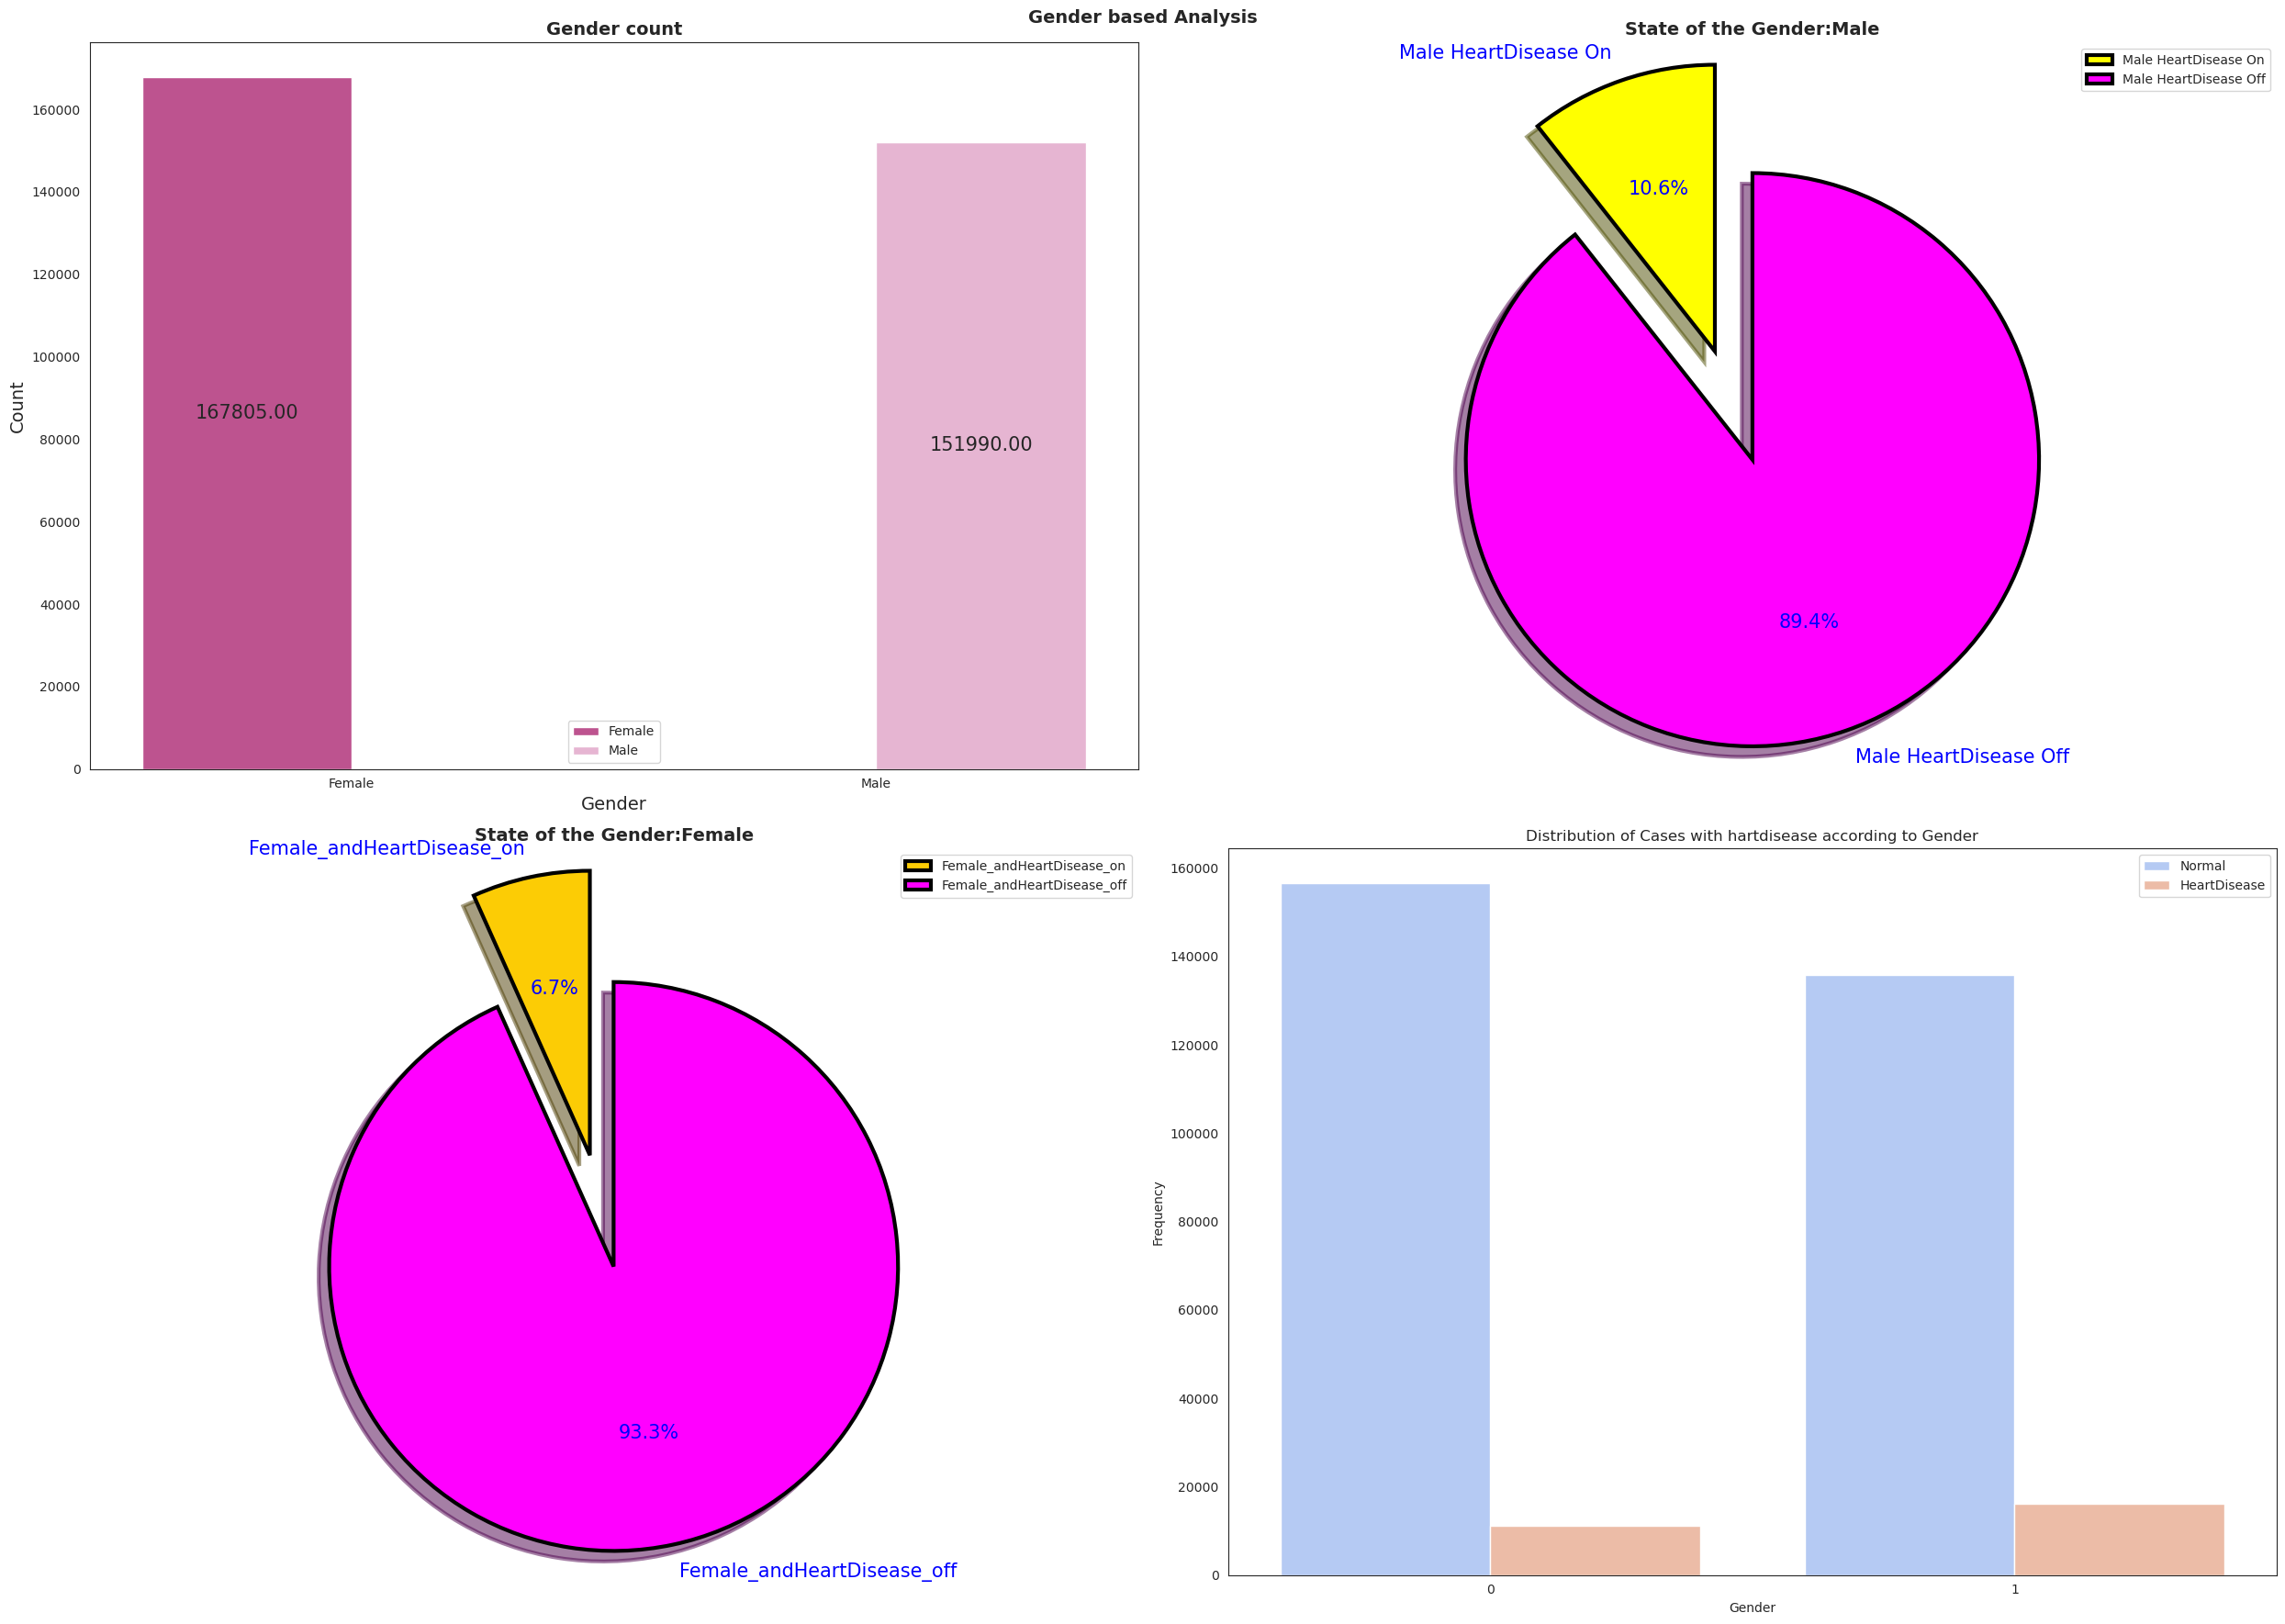 Gender based Analysis
Gender count
Count
160000
140000
120000
100000
80000
60000
40000
20000
0
167805.00
151990.00
Female
Male
Female
Male
Gender
State of the Gender:Male
Male HeartDisease On
Male HeartDisease On
Male HeartDisease Off
10.6%
89.4%
Male HeartDisease Off
State of the Gender:Female
Female_andHeartDisease_on
Female_andHeartDisease_on
Female_andHeartDisease_off
6.7%
93.3%
Female_andHeartDisease_off
Distribution of Cases with hartdisease according to Gender
Normal
HeartDisease
Frequency
160000
140000
120000
100000
80000
60000
40000
20000
0
0
1
Gender